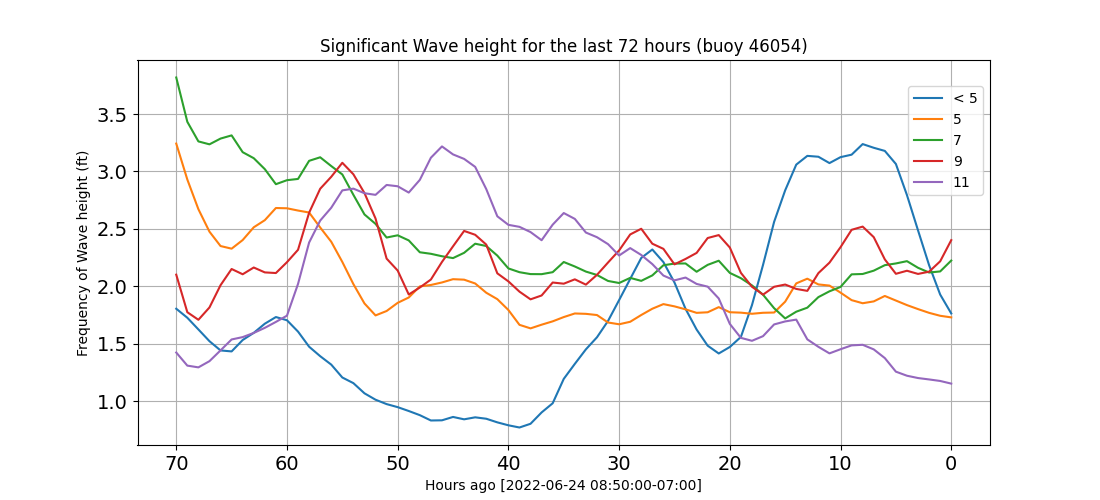 Significant Wave height for the last 72 hours (buoy 46054)
Frequency of Wave height (ft)
3.5
3.0
2.5
2.0
1.5
1.0
< 5
5
7
9
11
70 60 50 40 30 20 10 0
Hours ago [2022-06-24 08:50:00-07:00]